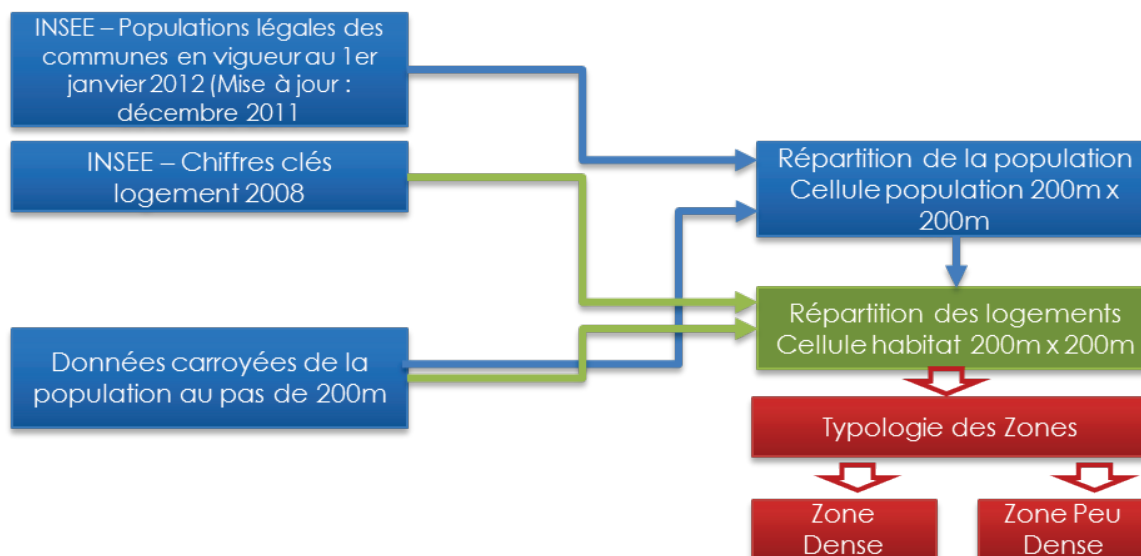 INSEE – Populations légales des
communes en vigueur au 1er
janvier 2012 (Mise à jour :
décembre 2011
INSEE – Chiffres clés
logement 2008
Données carroyées de la
population au pas de 200m
Répartition de la population
Cellule population 200m x
200m
Répartition des logements
Cellule habitat 200m x 200m
Typologie des Zones
Zone
Dense
Zone Peu
Dense